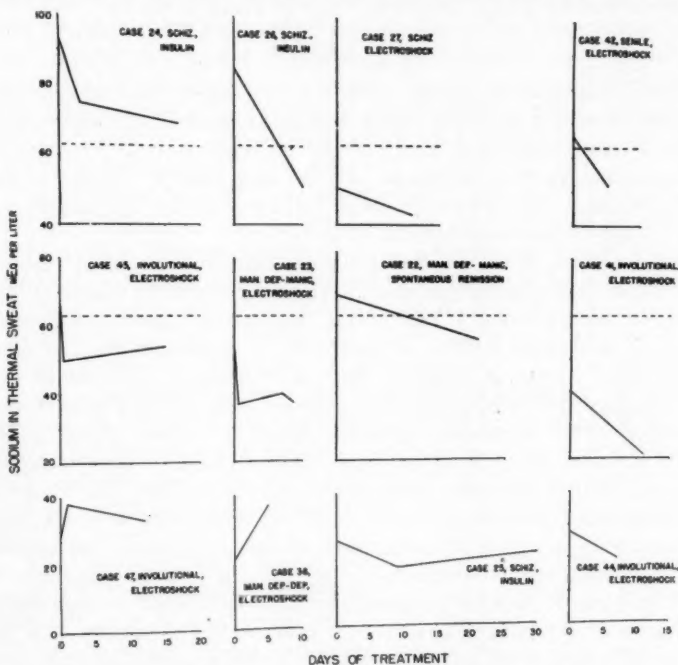 SODIUM IN THERMAL SWEAT mEq PER LITER
100
80
60
40
CASE 24, SCHIZ.,
INSULIN
CASE 26, SCHIZ.,
INSULIN
CASE 27, SCHIZ
ELECTROSHOCK
CASE 42, SENILE,
ELECTROSHOCK
80
60
40
20
CASE 45, INVOLUTIONAL,
ELECTROSHOCK
CASE 23,
MAN. DEP-MANIC,
ELECTROSHOCK
CASE 22, MAN. DEP-MANIC,
SPONTANEOUS REMISSION
CASE 41, INVOLUTIONAL,
ELECTROSHOCK
40
20
0
CASE 47, INVOLUTIONAL,
ELECTROSHOCK
CASE 38,
MAN. DEP-DEP,
ELECTROSHOCK
CASE 25, SCHIZ,
INSULIN
CASE 44, INVOLUTIONAL,
ELECTROSHOCK
0 5 10 15 20
0 5 10
0 5 10 15 20 25 30
0 5 10 15
DAYS OF TREATMENT